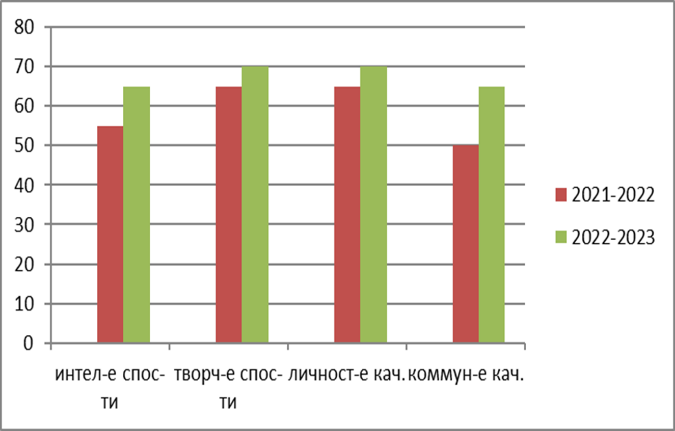 80
70
60
50
40
30
20
10
0
интел-е спос-
ти
творч-е спос-
ти
личност-е кач.
коммун-е кач.
2021-2022
2022-2023